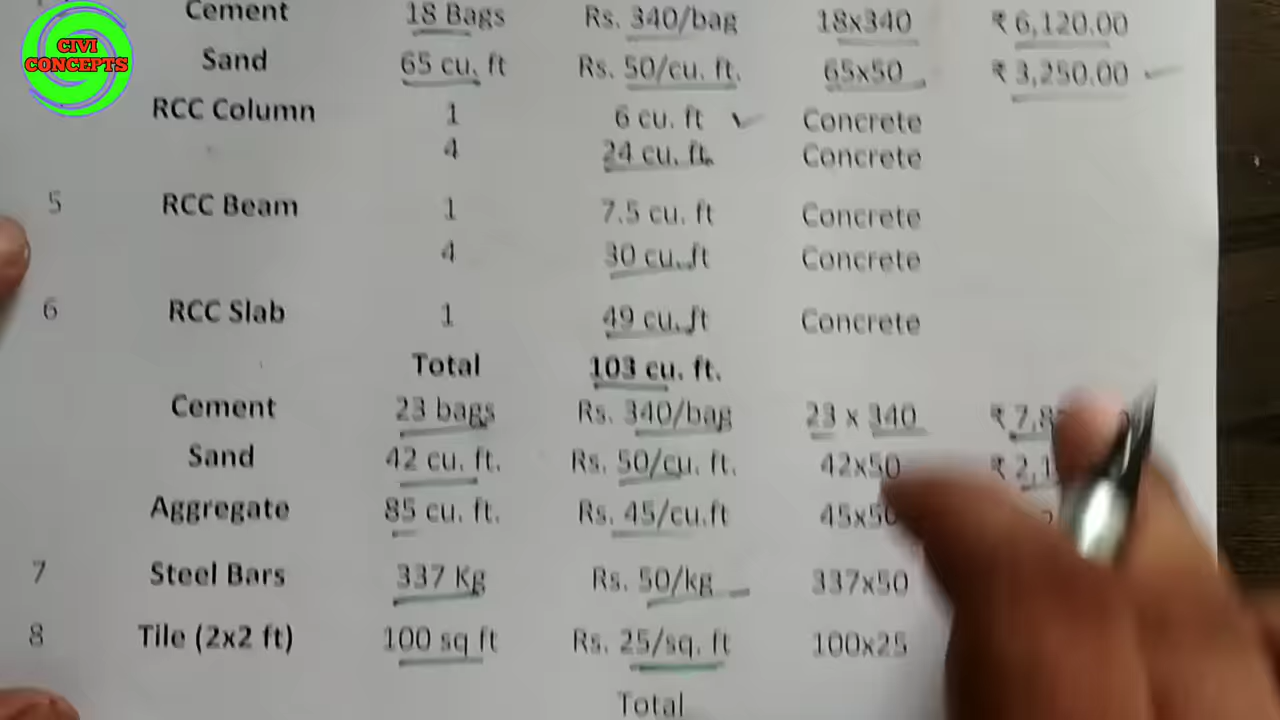 CIVI
CONCEPTS
Cement 18 Bags Rs. 340/bag 18x340 ₹ 6,120.00
Sand 65 cu. ft Rs. 50/cu. ft. 65x50 ₹ 3,250.00
RCC Column 1 6 cu. ft Concrete
4 24 cu. ft. Concrete
5 RCC Beam 1 7.5 cu. ft Concrete
4 30 cu. ft Concrete
6 RCC Slab 1 49 cu. ft Concrete
Total 103 cu. ft.
Cement 23 bags Rs. 340/bag 23 x 340
Sand 42 cu. ft. Rs. 50/cu. ft. 42x50
Aggregate 85 cu. ft. Rs. 45/cu.ft 45x50
7 Steel Bars 337 Kg Rs. 50/kg 337x50
8 Tile (2x2 ft) 100 sq ft Rs. 25/sq. ft 100x25
Total